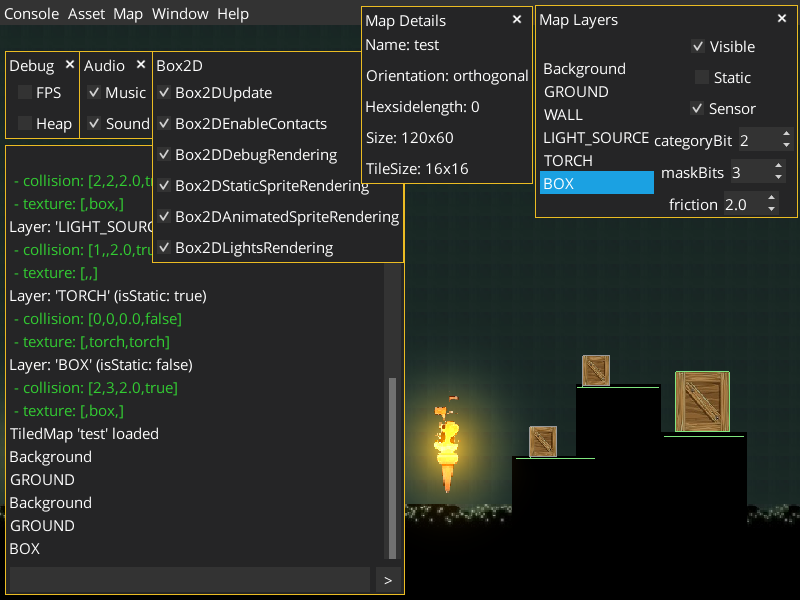 Console Asset Map Window Help
Debug
FPS
Heap
Audio
Music
Sound
Box2D
Box2DUpdate
Box2DEnableContacts
Box2DDebugRendering
Box2DStaticSpriteRendering
Box2DAnimatedSpriteRendering
Box2DLightsRendering
Map Details
Name: test
Orientation: orthogonal
Hexsidelength: 0
Size: 120x60
TileSize: 16x16
Map Layers
Background
GROUND
WALL
LIGHT_SOURCE
TORCH
BOX
Visible
Static
Sensor
categoryBit 2
maskBits 3
friction 2.0
- collision: [2,2,2.0,tr
- texture: [,box,]
Layer: 'LIGHT_SOURC
- collision: [1,,2.0,tru
- texture: [,,]
Layer: 'TORCH' (isStatic: true)
- collision: [0,0,0.0,false]
- texture: [,torch,torch]
Layer: 'BOX' (isStatic: false)
- collision: [2,3,2.0,true]
- texture: [,box,]
TiledMap 'test' loaded
Background
GROUND
Background
GROUND
BOX
>